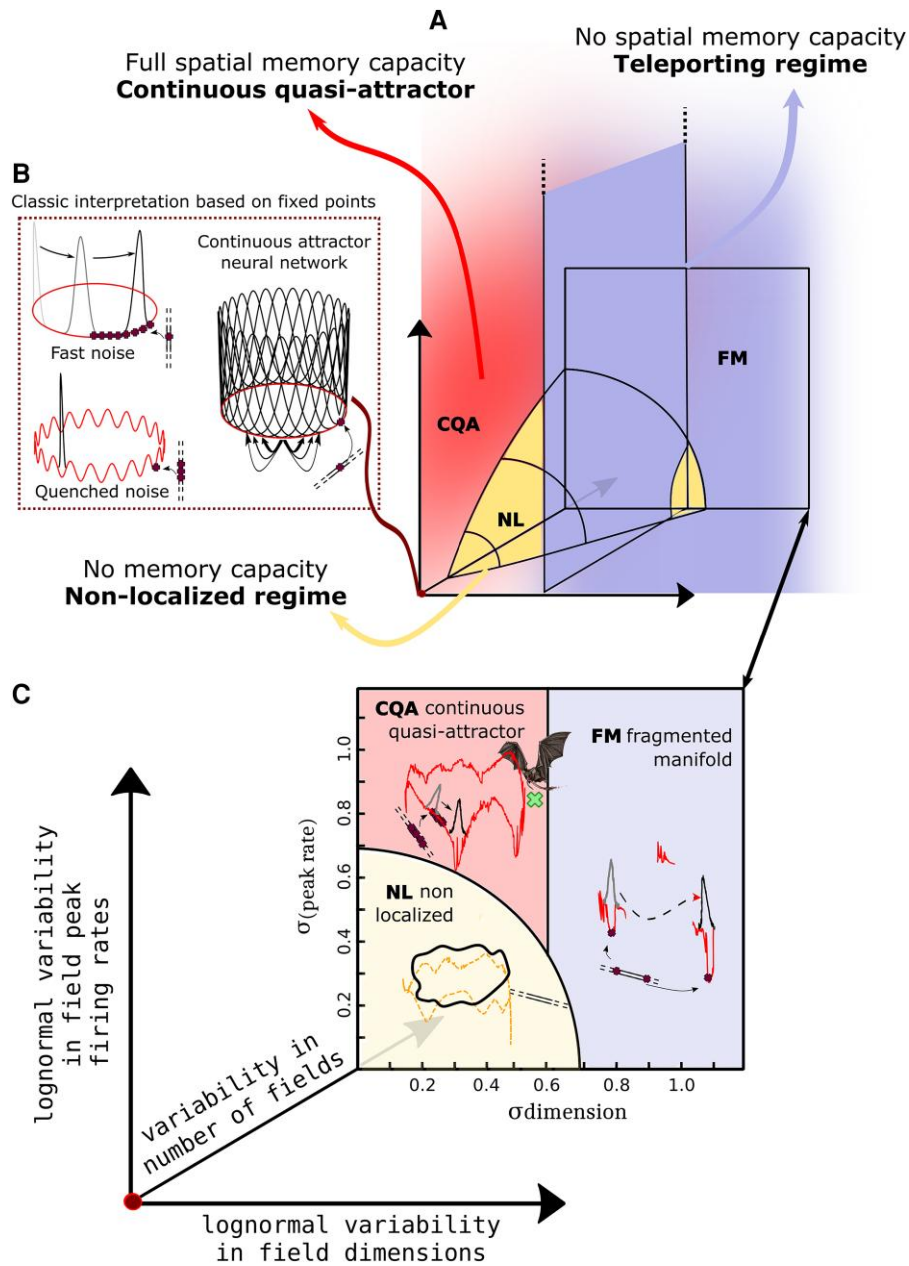 A
Full spatial memory capacity
Continuous quasi-attractor
No spatial memory capacity
Teleporting regime
B
Classic interpretation based on fixed points
Continuous attractor
neural network
Fast noise
Quenched noise
CQA
FM
NL
No memory capacity
Non-localized regime
C
CQA continuous
quasi-attractor
FM fragmented
manifold
NL non
localized
σ(peak rate)
1.0
0.8
0.6
0.4
0.2
0.2
0.4
0.6
0.8
1.0
σdimension
lognormal variability
in field peak
firing rates
variability in
number of fields
lognormal variability
in field dimensions